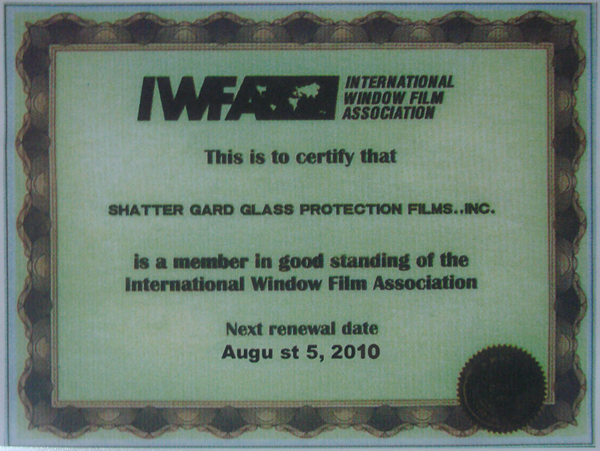 IWFA INTERNATIONAL
WINDOW FILM
ASSOCIATION
This is to certify that
SHATTER GARD GLASS PROTECTION FILMS.,INC.
is a member in good standing of the
International Window Film Association
Next renewal date
Augu st 5, 2010